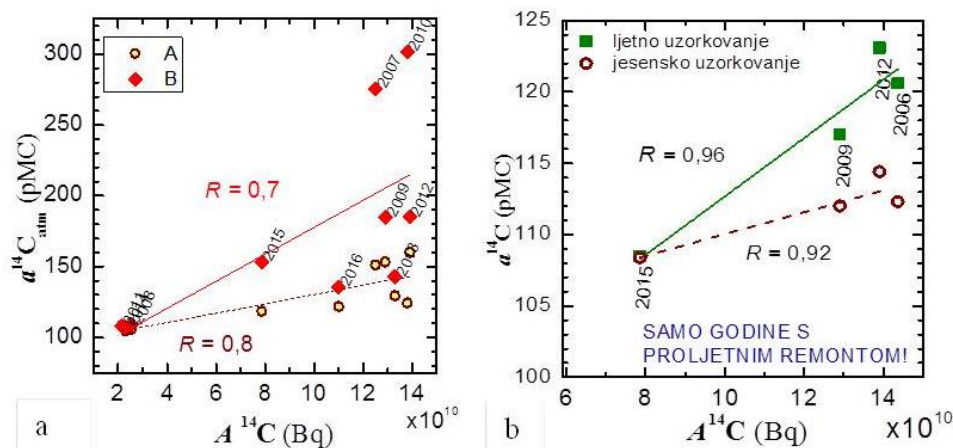 300
250
200
150
100
a¹⁴C_atm (pMC)
A
B
2010
2007
R = 0,7
2009
2012
2015
2016
2011
2008
R = 0,8
2 4 6 8 10 12 14
x10¹⁰
A ¹⁴C (Bq)
a
125
120
115
110
105
100
a¹⁴C (pMC)
ljetno uzorkovanje
jesensko uzorkovanje
2012
2006
2009
R = 0,96
R = 0,92
2015
SAMO GODINE S
PROLJETNIM REMONTOM!
6 8 10 12 14
x10¹⁰
A ¹⁴C (Bq)
b